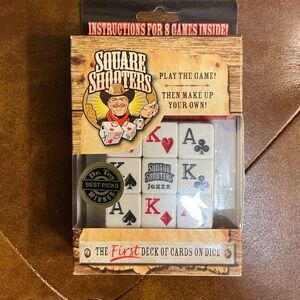 INSTRUCTIONS FOR 8 GAMES INSIDE!
SQUARE
SHOOTERS
PLAY THE GAME!
THEN MAKE UP
YOUR OWN!
K A
K SQUARE SHOOTERS JOKER A
Dr. Toy
BEST PICKS
WINNER
A K
THE First DECK OF CARDS ON DICE